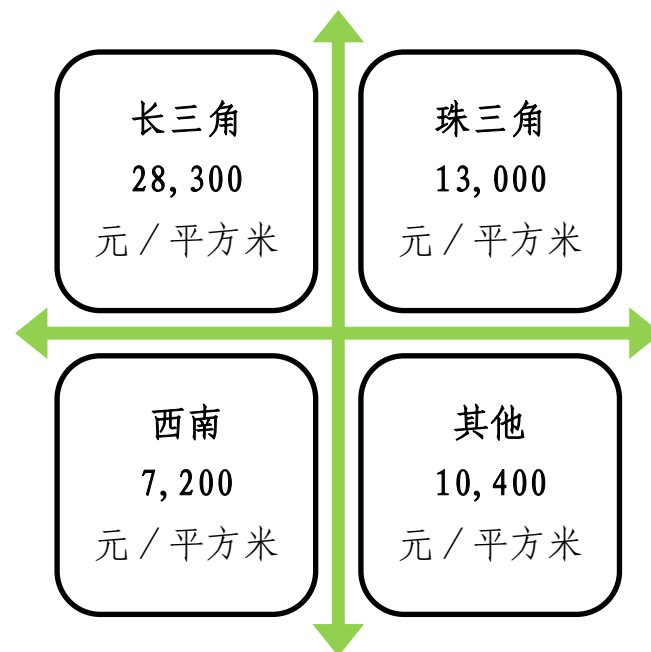 长三角
28,300
元/平方米
珠三角
13,000
元/平方米
西南
7,200
元/平方米
其他
10,400
元/平方米